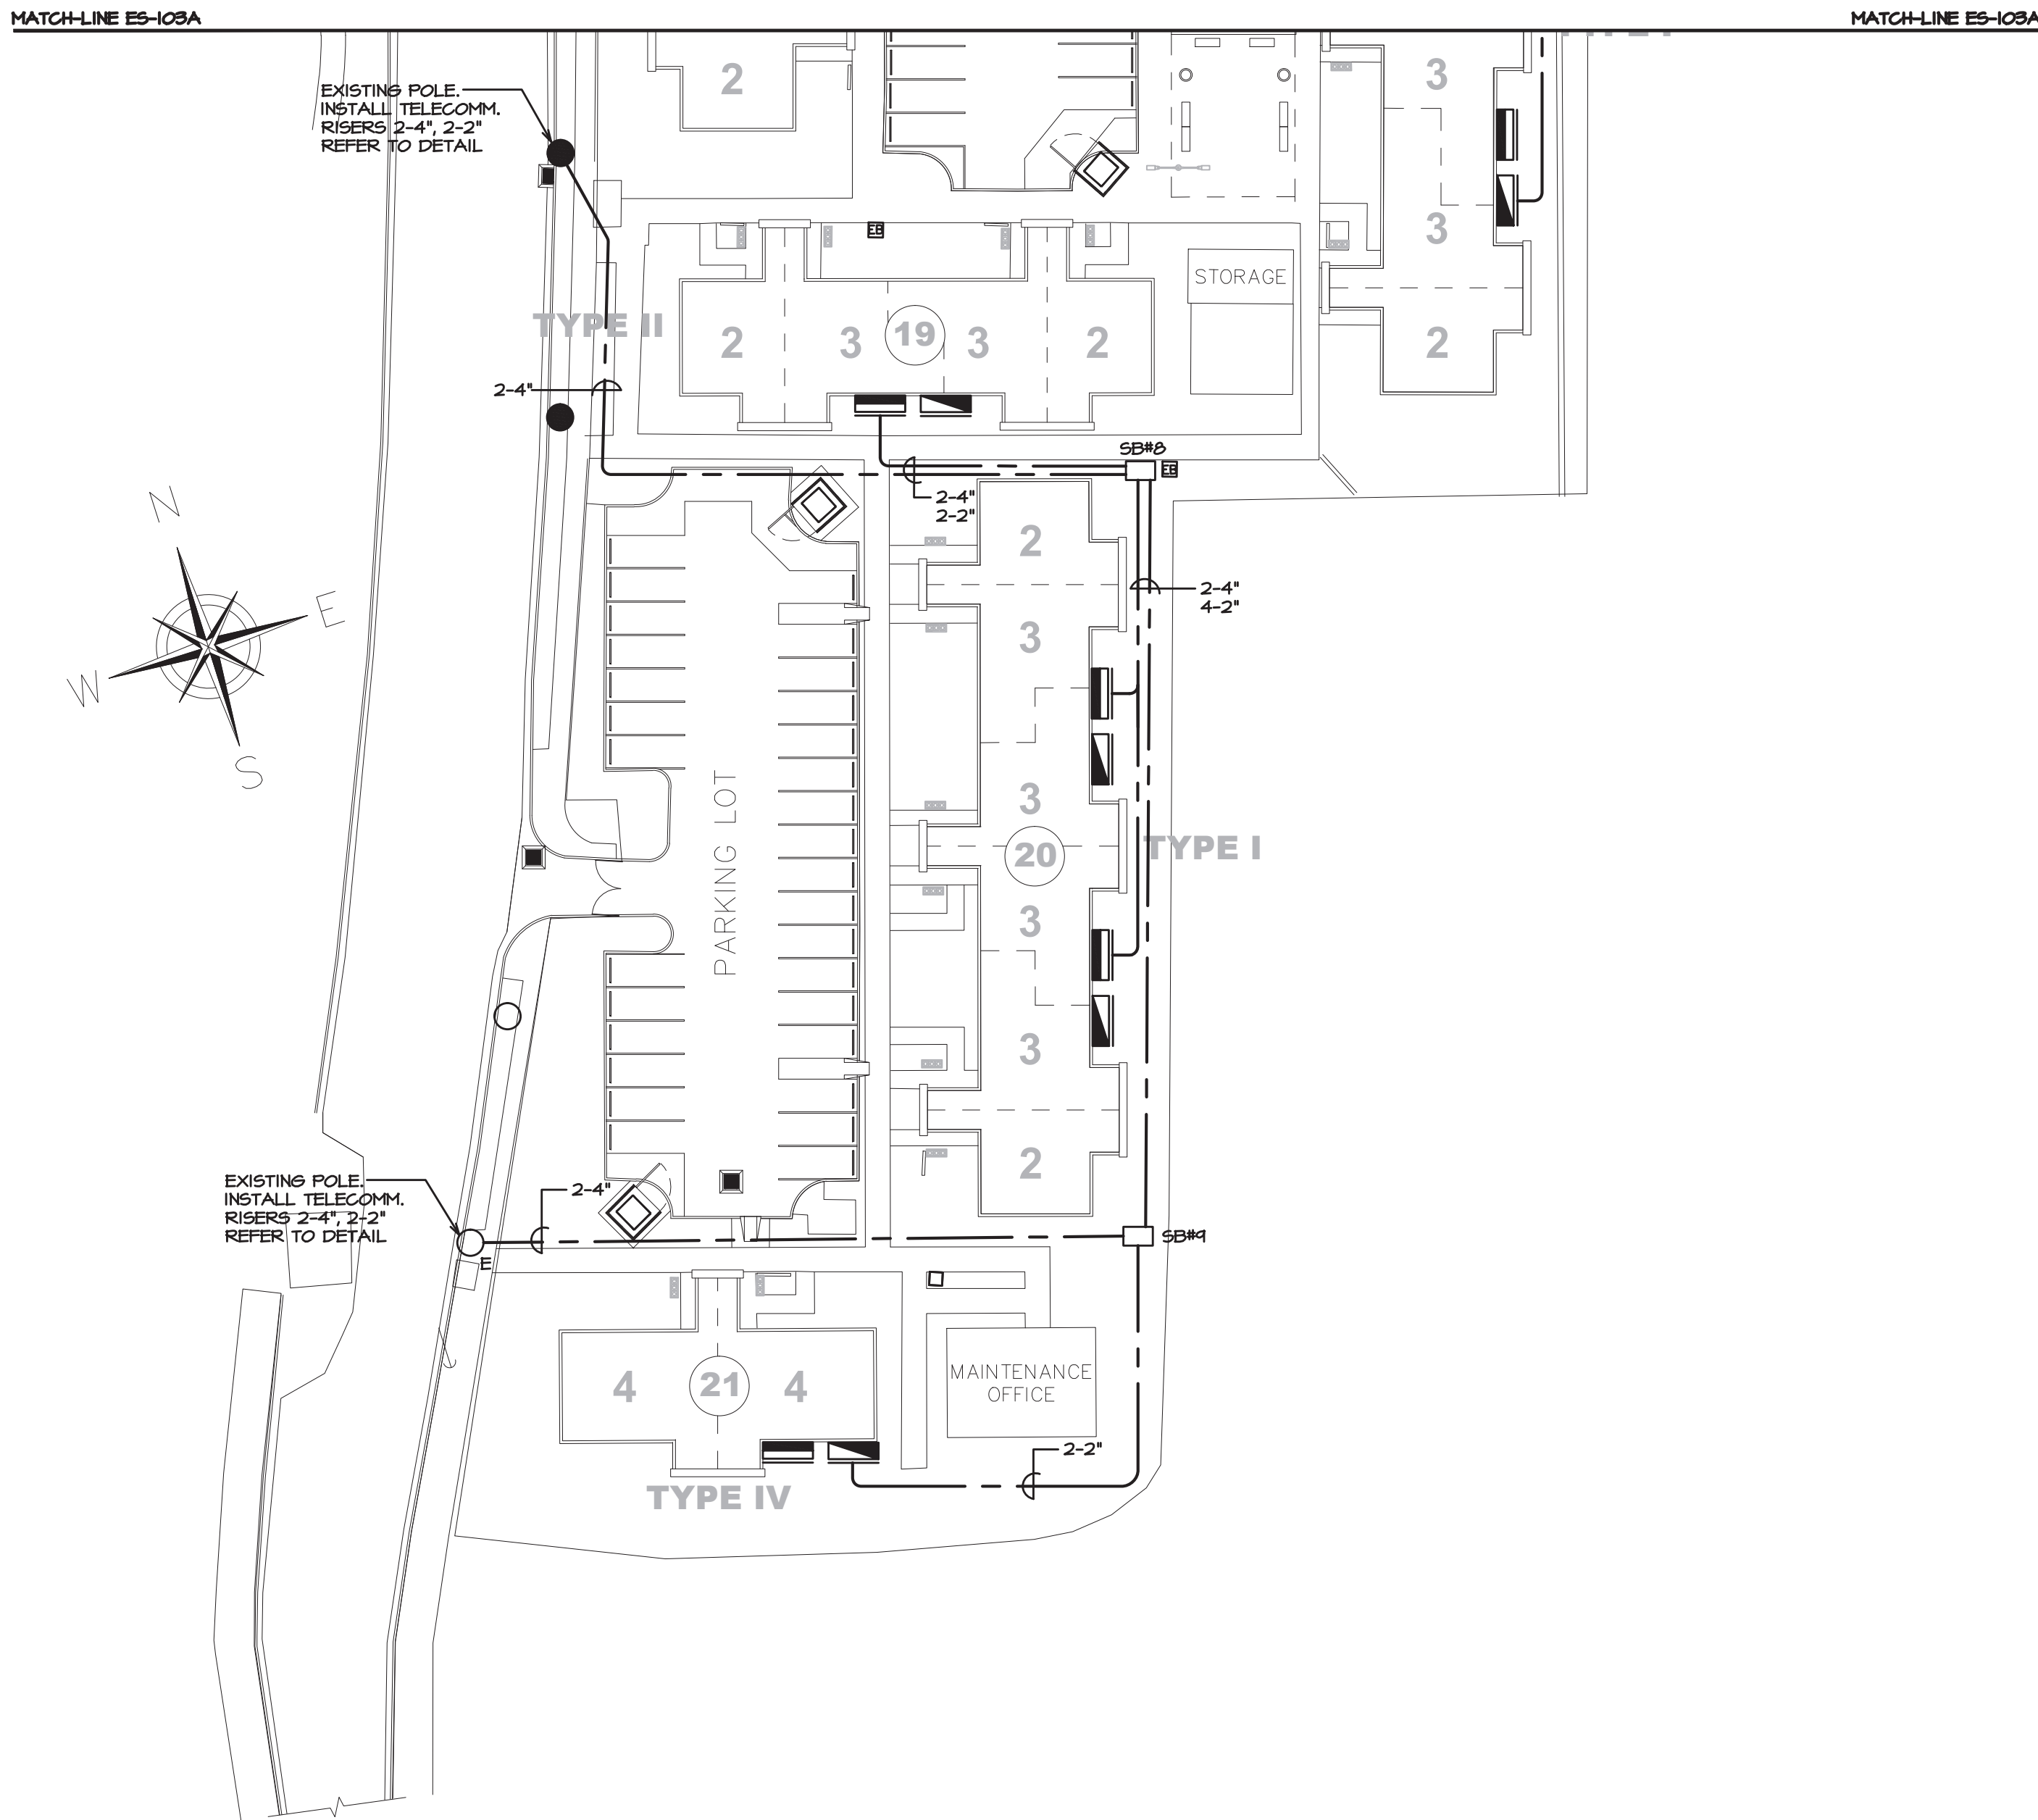 MATCH-LINE ES-103A
MATCH-LINE ES-103A
EXISTING POLE.
INSTALL TELECOMM.
RISERS 2-4", 2-2"
REFER TO DETAIL
2
3
3
2
EB
STORAGE
TYPE II
2
3
19
3
2
2-4"
SB#8
EB
2-4"
2-2"
N
E
W
S
2
3
3
20
3
3
2
2-4"
4-2"
TYPE I
PARKING LOT
EXISTING POLE.
INSTALL TELECOMM.
RISERS 2-4", 2-2"
REFER TO DETAIL
2-4"
E
SB#9
4
21
4
MAINTENANCE
OFFICE
2-2"
TYPE IV